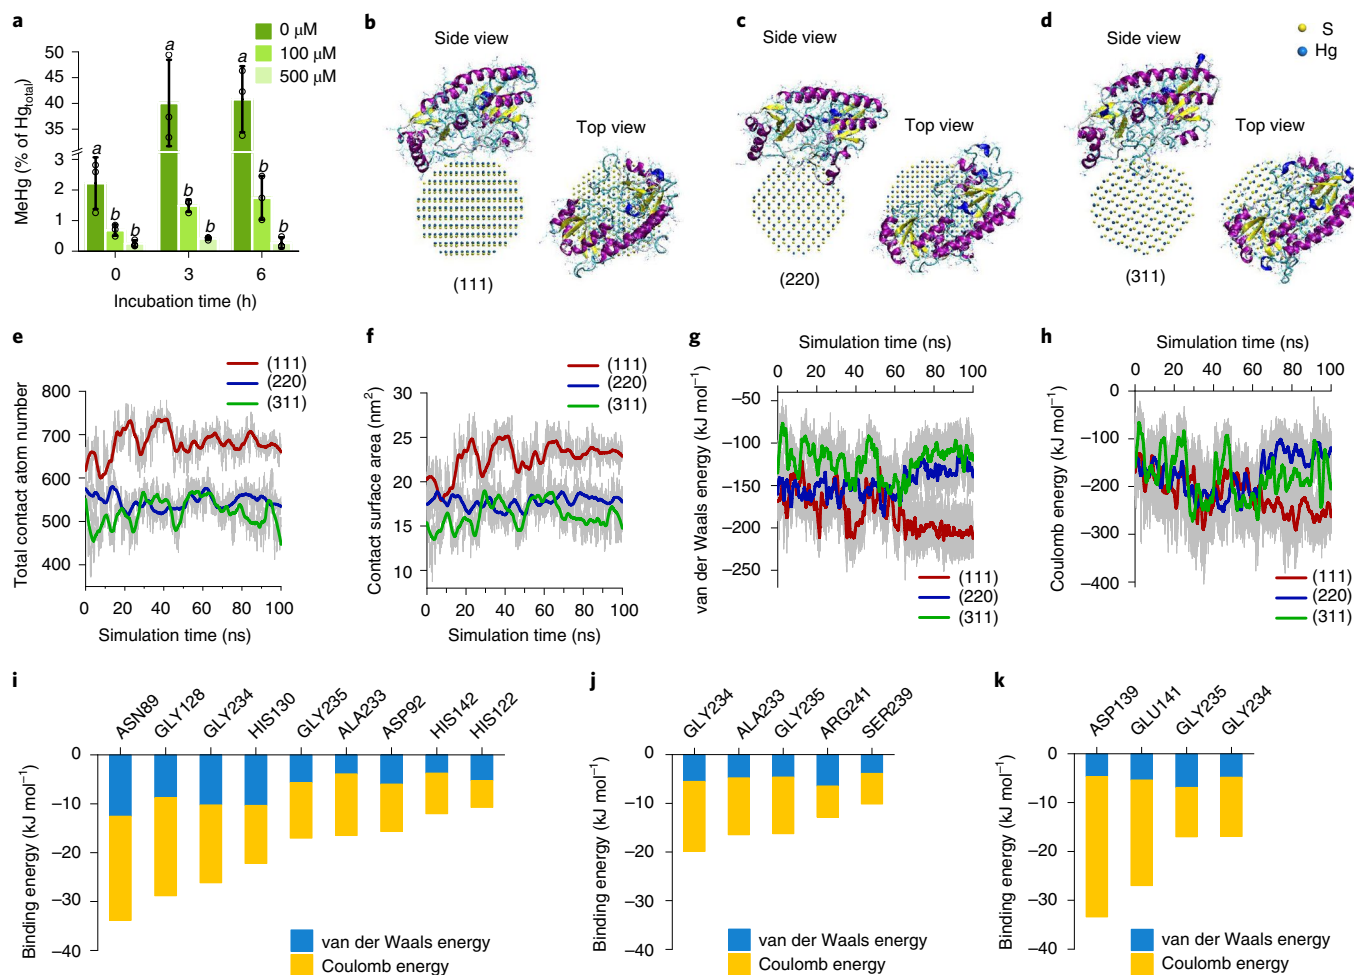 a
0 μM
100 μM
500 μM
MeHg (% of Hgtotal)
50
45
40
35
3
2
1
0
a
b
b
a
b
b
a
b
b
0
3
6
Incubation time (h)
b
Side view
Top view
(111)
c
Side view
Top view
(220)
d
Side view
Top view
(311)
S
Hg
e
(111)
(220)
(311)
Total contact atom number
800
700
600
500
400
0 20 40 60 80 100
Simulation time (ns)
f
(111)
(220)
(311)
Contact surface area (nm²)
30
25
20
15
10
0 20 40 60 80 100
Simulation time (ns)
g
Simulation time (ns)
0 20 40 60 80 100
van der Waals energy (kJ mol⁻¹)
−50
−100
−150
−200
−250
(111)
(220)
(311)
h
Simulation time (ns)
0 20 40 60 80 100
Coulomb energy (kJ mol⁻¹)
0
−100
−200
−300
−400
(111)
(220)
(311)
i
ASN89
GLY128
GLY234
HIS130
GLY235
ALA233
ASP92
HIS142
HIS122
Binding energy (kJ mol⁻¹)
0
−10
−20
−30
−40
van der Waals energy
Coulomb energy
j
GLY234
ALA233
GLY235
ARG241
SER239
Binding energy (kJ mol⁻¹)
0
−10
−20
−30
−40
van der Waals energy
Coulomb energy
k
ASP139
GLU141
GLY235
GLY234
Binding energy (kJ mol⁻¹)
0
−10
−20
−30
−40
van der Waals energy
Coulomb energy